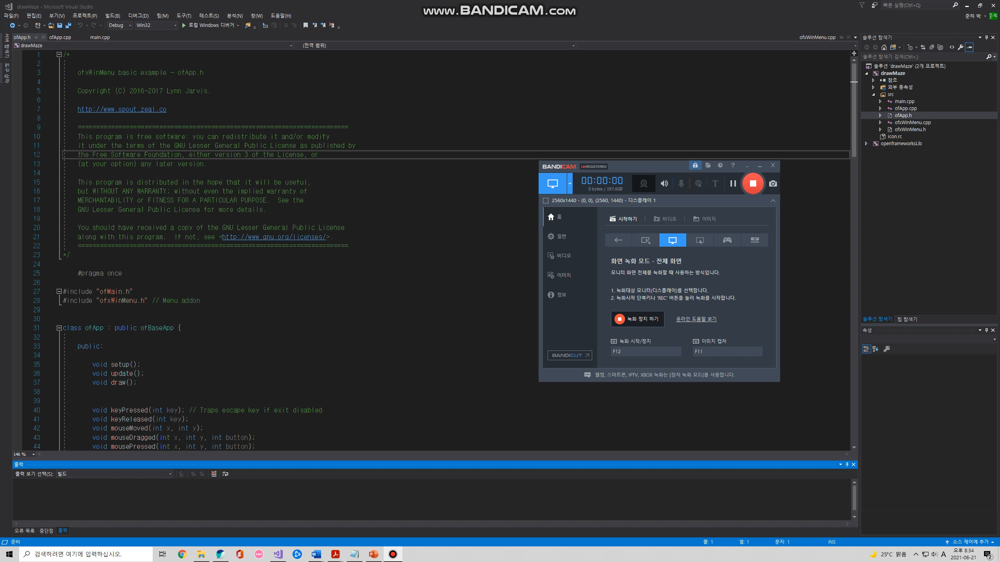 drawMaze - Microsoft Visual Studio
www.BANDICAM.com
빠른 실행(Ctrl+Q)
파일(F) 편집(E) 보기(V) 프로젝트(P) 빌드(B) 디버그(D) 팀(M) 도구(T) 테스트(S) 분석(N) 창(W) 도움말(H)
준하 박 준박
Debug Win32 로컬 Windows 디버거
서버 탐색기
도구 상자
ofApp.h ofApp.cpp main.cpp ofxWinMenu.cpp
drawMaze (전역 범위)
1 /*
2
3 ofxWinMenu basic example - ofApp.h
4
5 Copyright (C) 2016-2017 Lynn Jarvis.
6
7 http://www.spout.zeal.co
8
9 =========================================================================
10 This program is free software: you can redistribute it and/or modify
11 it under the terms of the GNU Lesser General Public License as published by
12 the Free Software Foundation, either version 3 of the License, or
13 (at your option) any later version.
14
15 This program is distributed in the hope that it will be useful,
16 but WITHOUT ANY WARRANTY; without even the implied warranty of
17 MERCHANTABILITY or FITNESS FOR A PARTICULAR PURPOSE.  See the
18 GNU Lesser General Public License for more details.
19
20 You should have received a copy of the GNU Lesser General Public License
21 along with this program.  If not, see <http://www.gnu.org/licenses/>.
22 =========================================================================
23 */
24
25 #pragma once
26
27 #include "ofMain.h"
28 #include "ofxWinMenu.h" // Menu addon
29
30
31 class ofApp : public ofBaseApp {
32
33 public:
34
35 void setup();
36 void update();
37 void draw();
38
39
40 void keyPressed(int key); // Traps escape key if exit disabled
41 void keyReleased(int key);
42 void mouseMoved(int x, int y);
43 void mouseDragged(int x, int y, int button);
44 void mousePressed(int x, int y, int button);
146 %
BANDICAM UNREGISTERED
00:00:00
0 bytes / 197.6GB
2560x1440 - (0, 0), (2560, 1440) - 디스플레이 1
홈
일반
비디오
이미지
정보
BANDICUT
시작하기 비디오 이미지
HDMI
화면 녹화 모드 - 전체 화면
모니터 화면 전체를 녹화할 때 사용하는 방식입니다.
1. 녹화대상 모니터(디스플레이)를 선택합니다.
2. 녹화시작 단축키나 'REC' 버튼을 눌러 녹화를 시작합니다.
녹화 정지 하기 온라인 도움말 보기
녹화 시작/정지 이미지 캡처
F12 F11
웹캠, 스마트폰, IPTV, XBOX 녹화는 [장치 녹화 모드]를 사용합니다.
솔루션 탐색기
솔루션 탐색기 검색(Ctrl+;)
솔루션 'drawMaze' (2개 프로젝트)
drawMaze
참조
외부 종속성
src
main.cpp
ofApp.cpp
ofApp.h
ofxWinMenu.cpp
ofxWinMenu.h
icon.rc
openframeworksLib
솔루션 탐색기 팀 탐색기
속성
출력
출력 보기 선택(S): 빌드
오류 목록 중단점 출력
준비 줄: 1 열: 1 문자: 1 INS 소스 제어에 추가
검색하려면 여기에 입력하십시오.
osu!
25°C 맑음 A
오후 8:34
2021-06-21
2